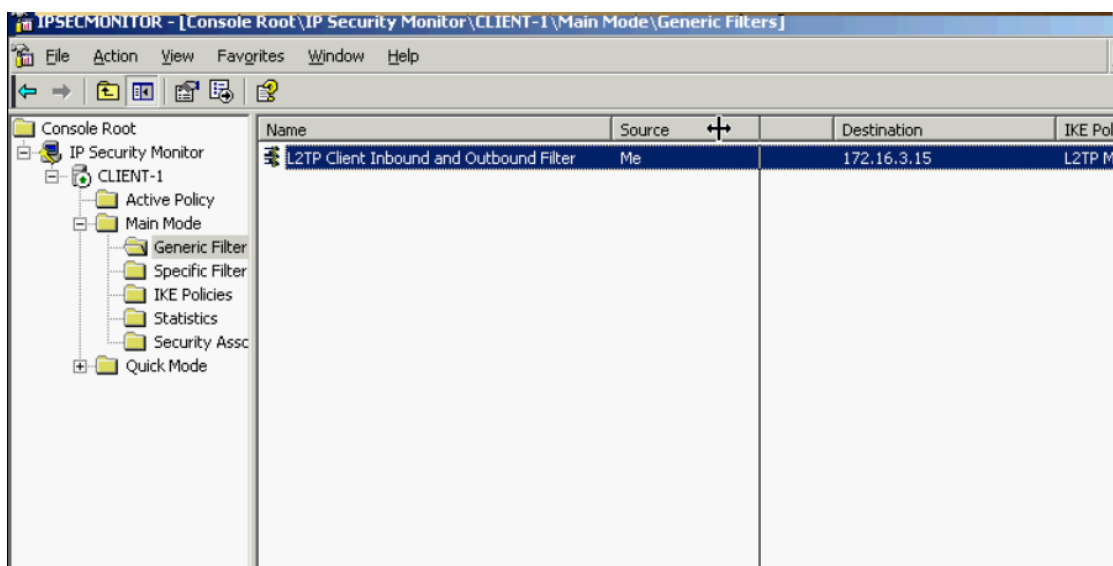 IPSECMONITOR - [Console Root\IP Security Monitor\CLIENT-1\Main Mode\Generic Filters]
File Action View Favorites Window Help
Console Root
IP Security Monitor
CLIENT-1
Active Policy
Main Mode
Generic Filter
Specific Filter
IKE Policies
Statistics
Security Assc
Quick Mode
Name Source Destination IKE Pol
L2TP Client Inbound and Outbound Filter Me 172.16.3.15 L2TP M